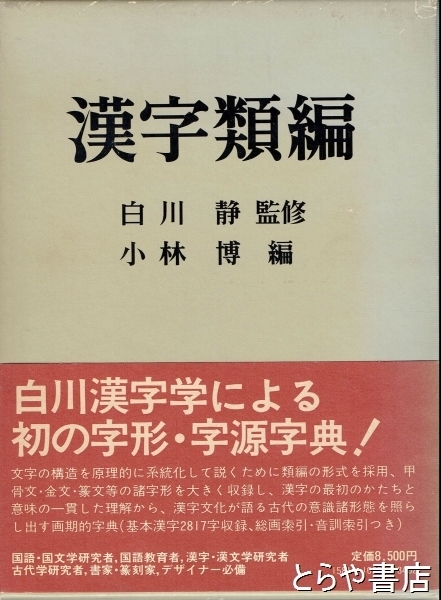 漢字類編
白川 静 監修
小林 博 編
白川漢字学による
初の字形・字源字典!
文字の構造を原理的に系統化して説くために類編の形式を採用、甲
骨文・金文・篆文等の諸字形を大きく収録し、漢字の最初のかたちと
意味の一貫した理解から、漢字文化が語る古代の意識諸形態を照ら
し出す画期的字典(基本漢字2817字収録、総画索引・音訓索引つき)
国語・国文学研究者、国語教育者、漢字・漢文学研究者
古代学研究者、書家・篆刻家、デザイナー必備
定価8,500円
とらや書店